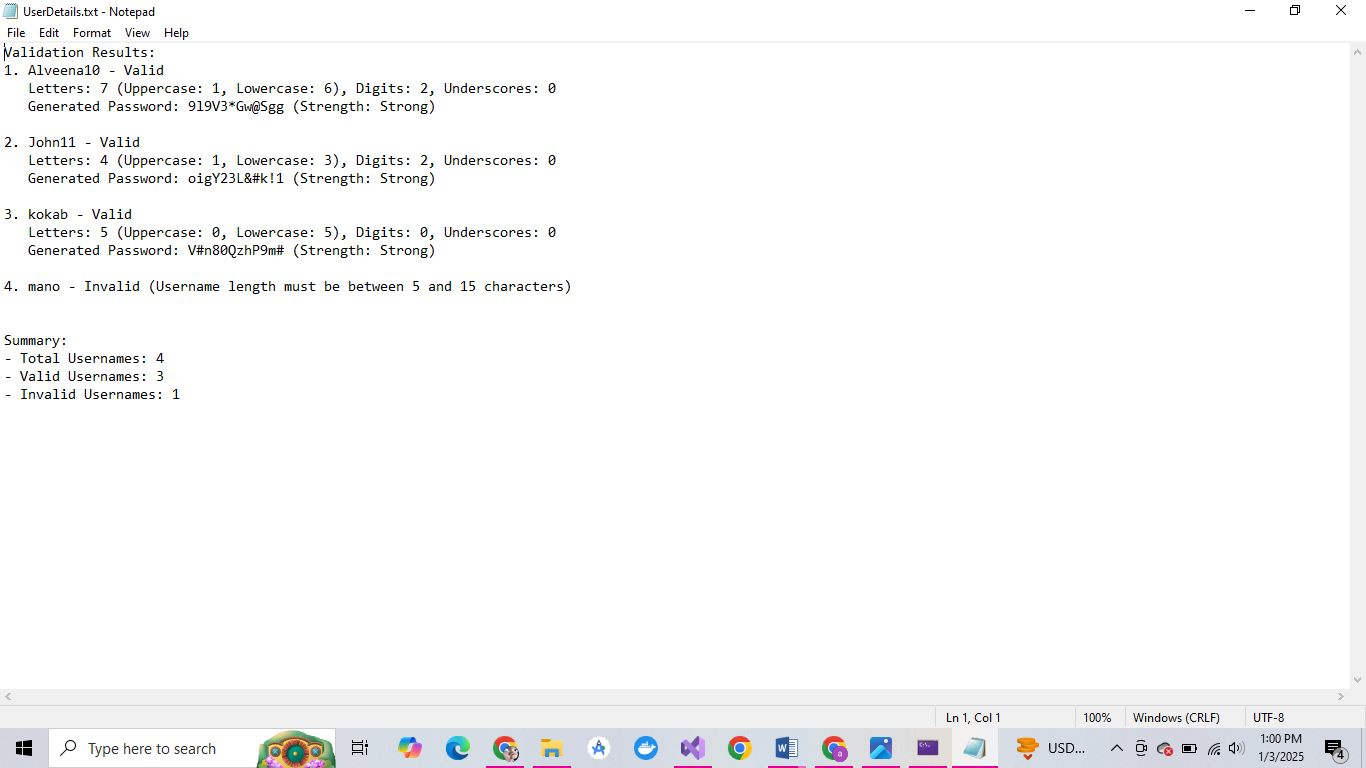 UserDetails.txt - Notepad
File Edit Format View Help
Validation Results:
1. Alveena10 - Valid
   Letters: 7 (Uppercase: 1, Lowercase: 6), Digits: 2, Underscores: 0
   Generated Password: 9l9V3*Gw@Sgg (Strength: Strong)

2. John11 - Valid
   Letters: 4 (Uppercase: 1, Lowercase: 3), Digits: 2, Underscores: 0
   Generated Password: oigY23L&#k!1 (Strength: Strong)

3. kokab - Valid
   Letters: 5 (Uppercase: 0, Lowercase: 5), Digits: 0, Underscores: 0
   Generated Password: V#n80QzhP9m# (Strength: Strong)

4. mano - Invalid (Username length must be between 5 and 15 characters)

Summary:
- Total Usernames: 4
- Valid Usernames: 3
- Invalid Usernames: 1
Ln 1, Col 1 100% Windows (CRLF) UTF-8
Type here to search
USD...
1:00 PM
1/3/2025
4